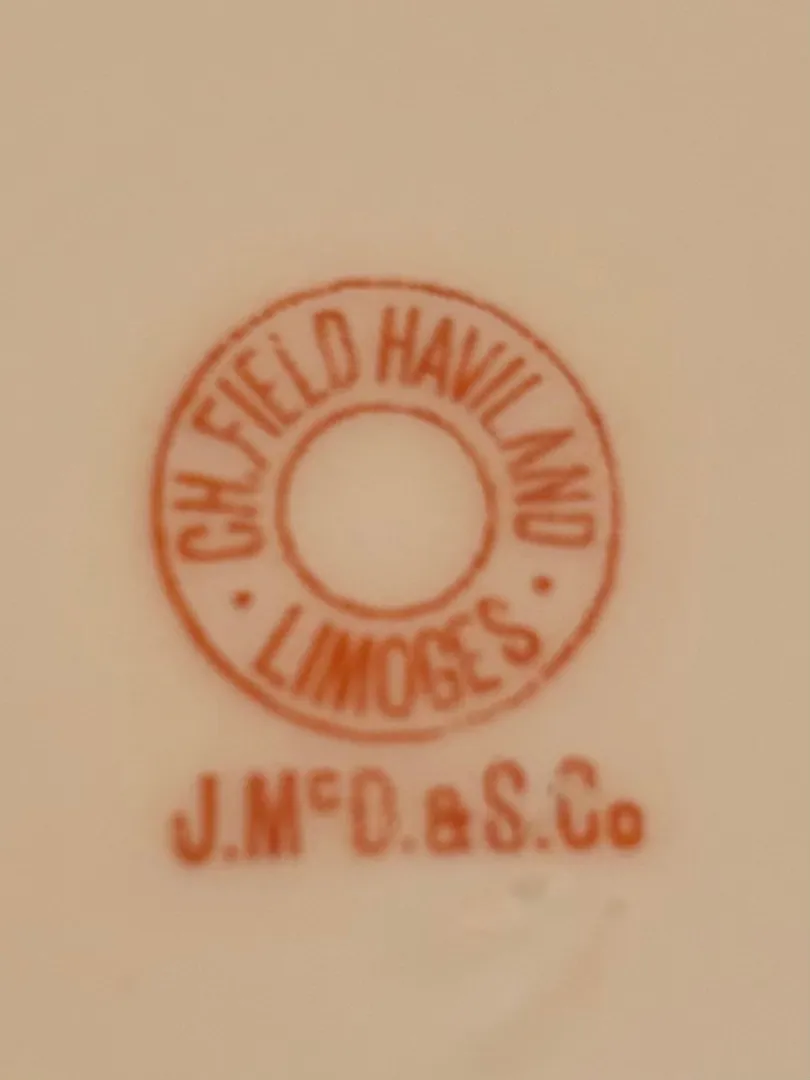 CH. FIELD HAVILAND
• LIMOGES •
J. McD. & S. Co